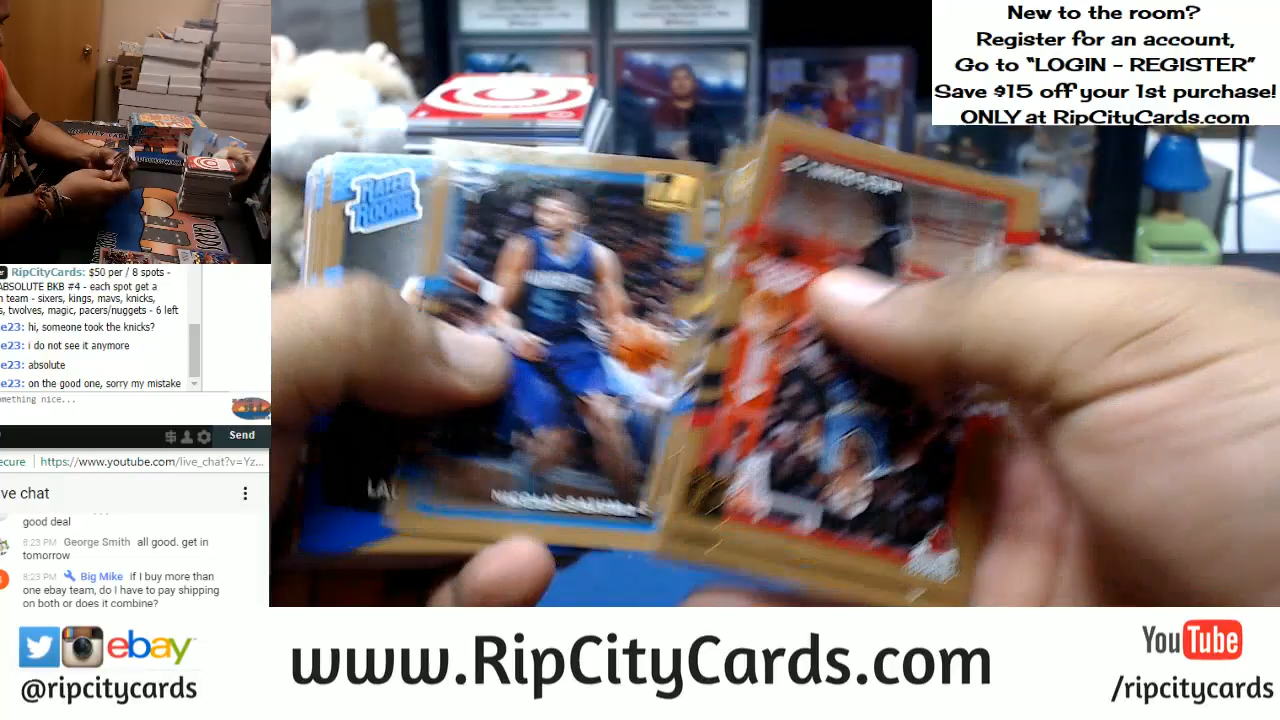 New to the room?
Register for an account,
Go to "LOGIN - REGISTER"
Save $15 off your 1st purchase!
ONLY at RipCityCards.com
RATED
ROOKIE
RipCityCards: $50 per / 8 spots -
ABSOLUTE BKB #4 - each spot get a
team - sixers, kings, mavs, knicks,
, twolves, magic, pacers/nuggets - 6 left
e23: hi, someone took the knicks?
e23: i do not see it anymore
e23: absolute
e23: on the good one, sorry my mistake
omething nice...
Send
ecure
https://www.youtube.com/live_chat?v=Yz...
ve chat
good deal
8:23 PM George Smith all good. get in
tomorrow
8:23 PM Big Mike If I buy more than
one ebay team, do I have to pay shipping
on both or does it combine?
ebay
@ripcitycards
www.RipCityCards.com
YouTube
/ripcitycards